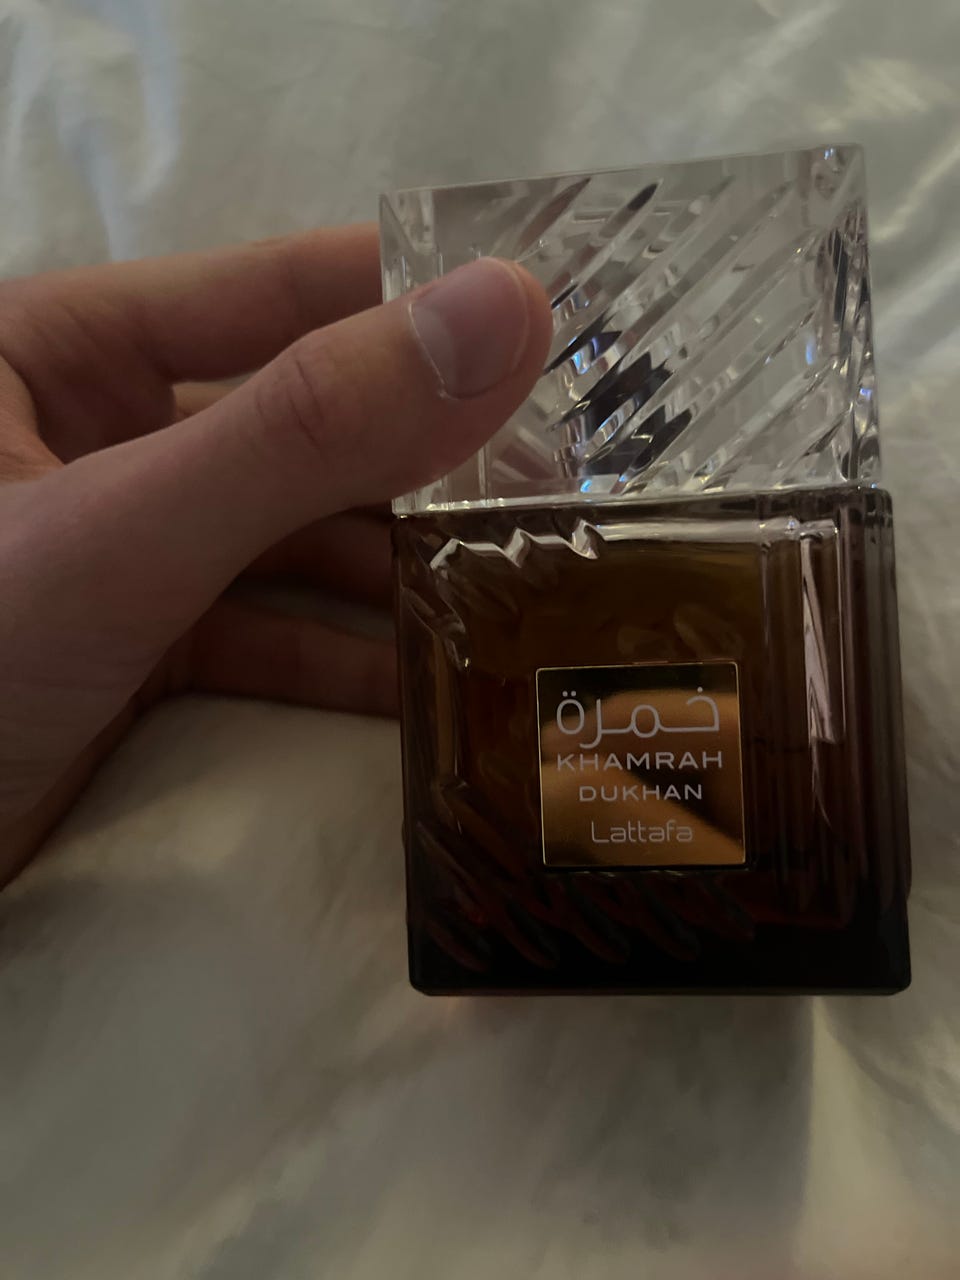 خمرة
KHAMRAH
DUKHAN
Lattafa